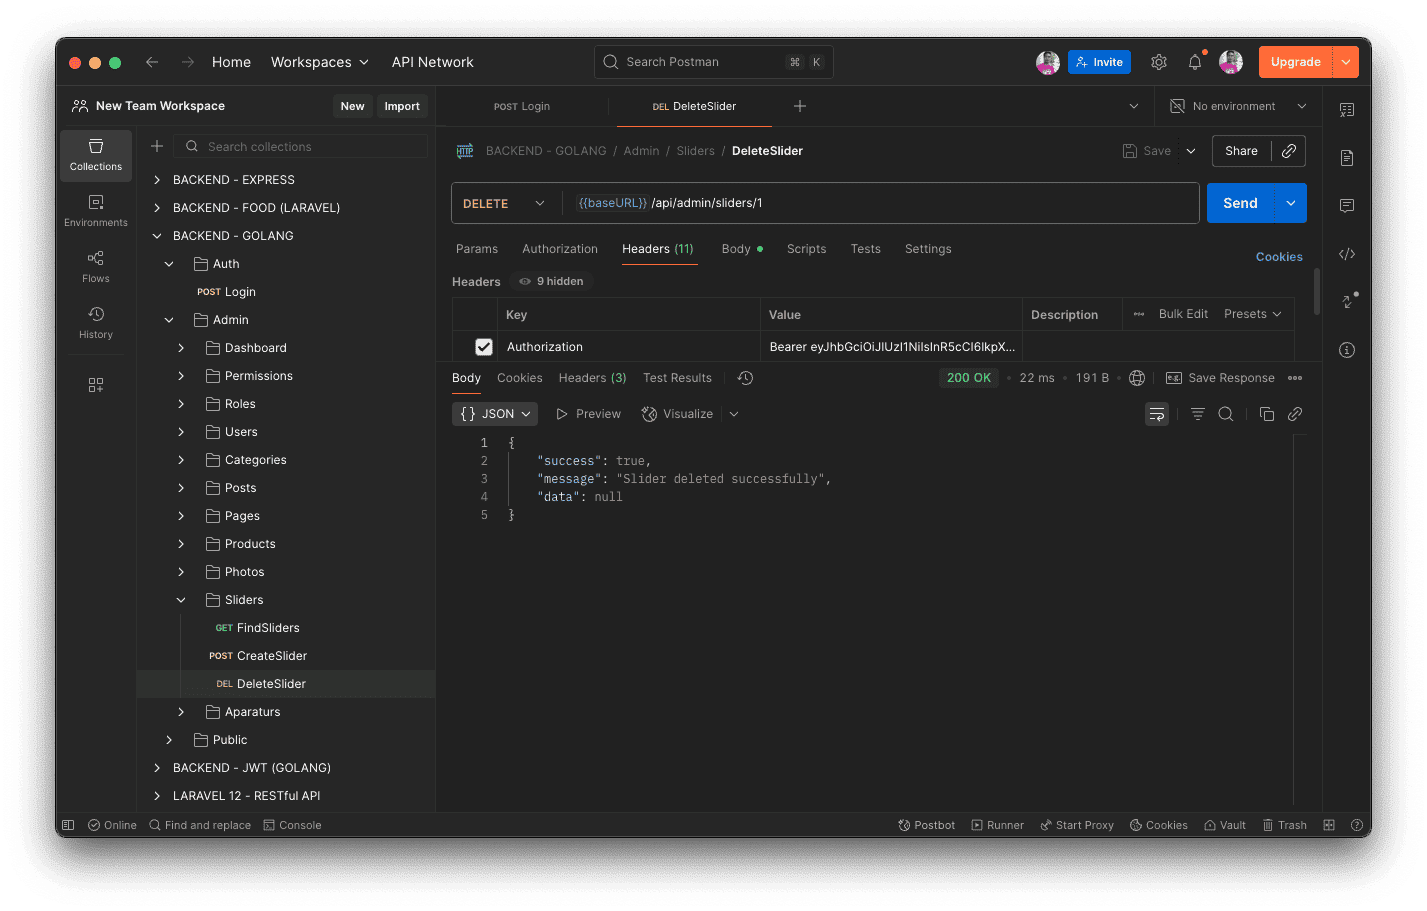 Home Workspaces API Network Search Postman ⌘ K Invite Upgrade
New Team Workspace New Import
POST Login DEL DeleteSlider No environment
Collections
Environments
Flows
History
Search collections
BACKEND - EXPRESS
BACKEND - FOOD (LARAVEL)
BACKEND - GOLANG
Auth
POST Login
Admin
Dashboard
Permissions
Roles
Users
Categories
Posts
Pages
Products
Photos
Sliders
GET FindSliders
POST CreateSlider
DEL DeleteSlider
Aparaturs
Public
BACKEND - JWT (GOLANG)
LARAVEL 12 - RESTful API
HTTP BACKEND - GOLANG / Admin / Sliders / DeleteSlider Save Share
DELETE {{baseURL}} /api/admin/sliders/1 Send
Params Authorization Headers (11) Body Scripts Tests Settings Cookies
Headers 9 hidden
Key Value Description Bulk Edit Presets
Authorization Bearer eyJhbGciOiJIUzI1NiIsInR5cCI6IkpX...
Body Cookies Headers (3) Test Results 200 OK 22 ms 191 B e.g. Save Response
{} JSON Preview Visualize
1 {
2 "success": true,
3 "message": "Slider deleted successfully",
4 "data": null
5 }
Online Find and replace Console Postbot Runner Start Proxy Cookies Vault Trash